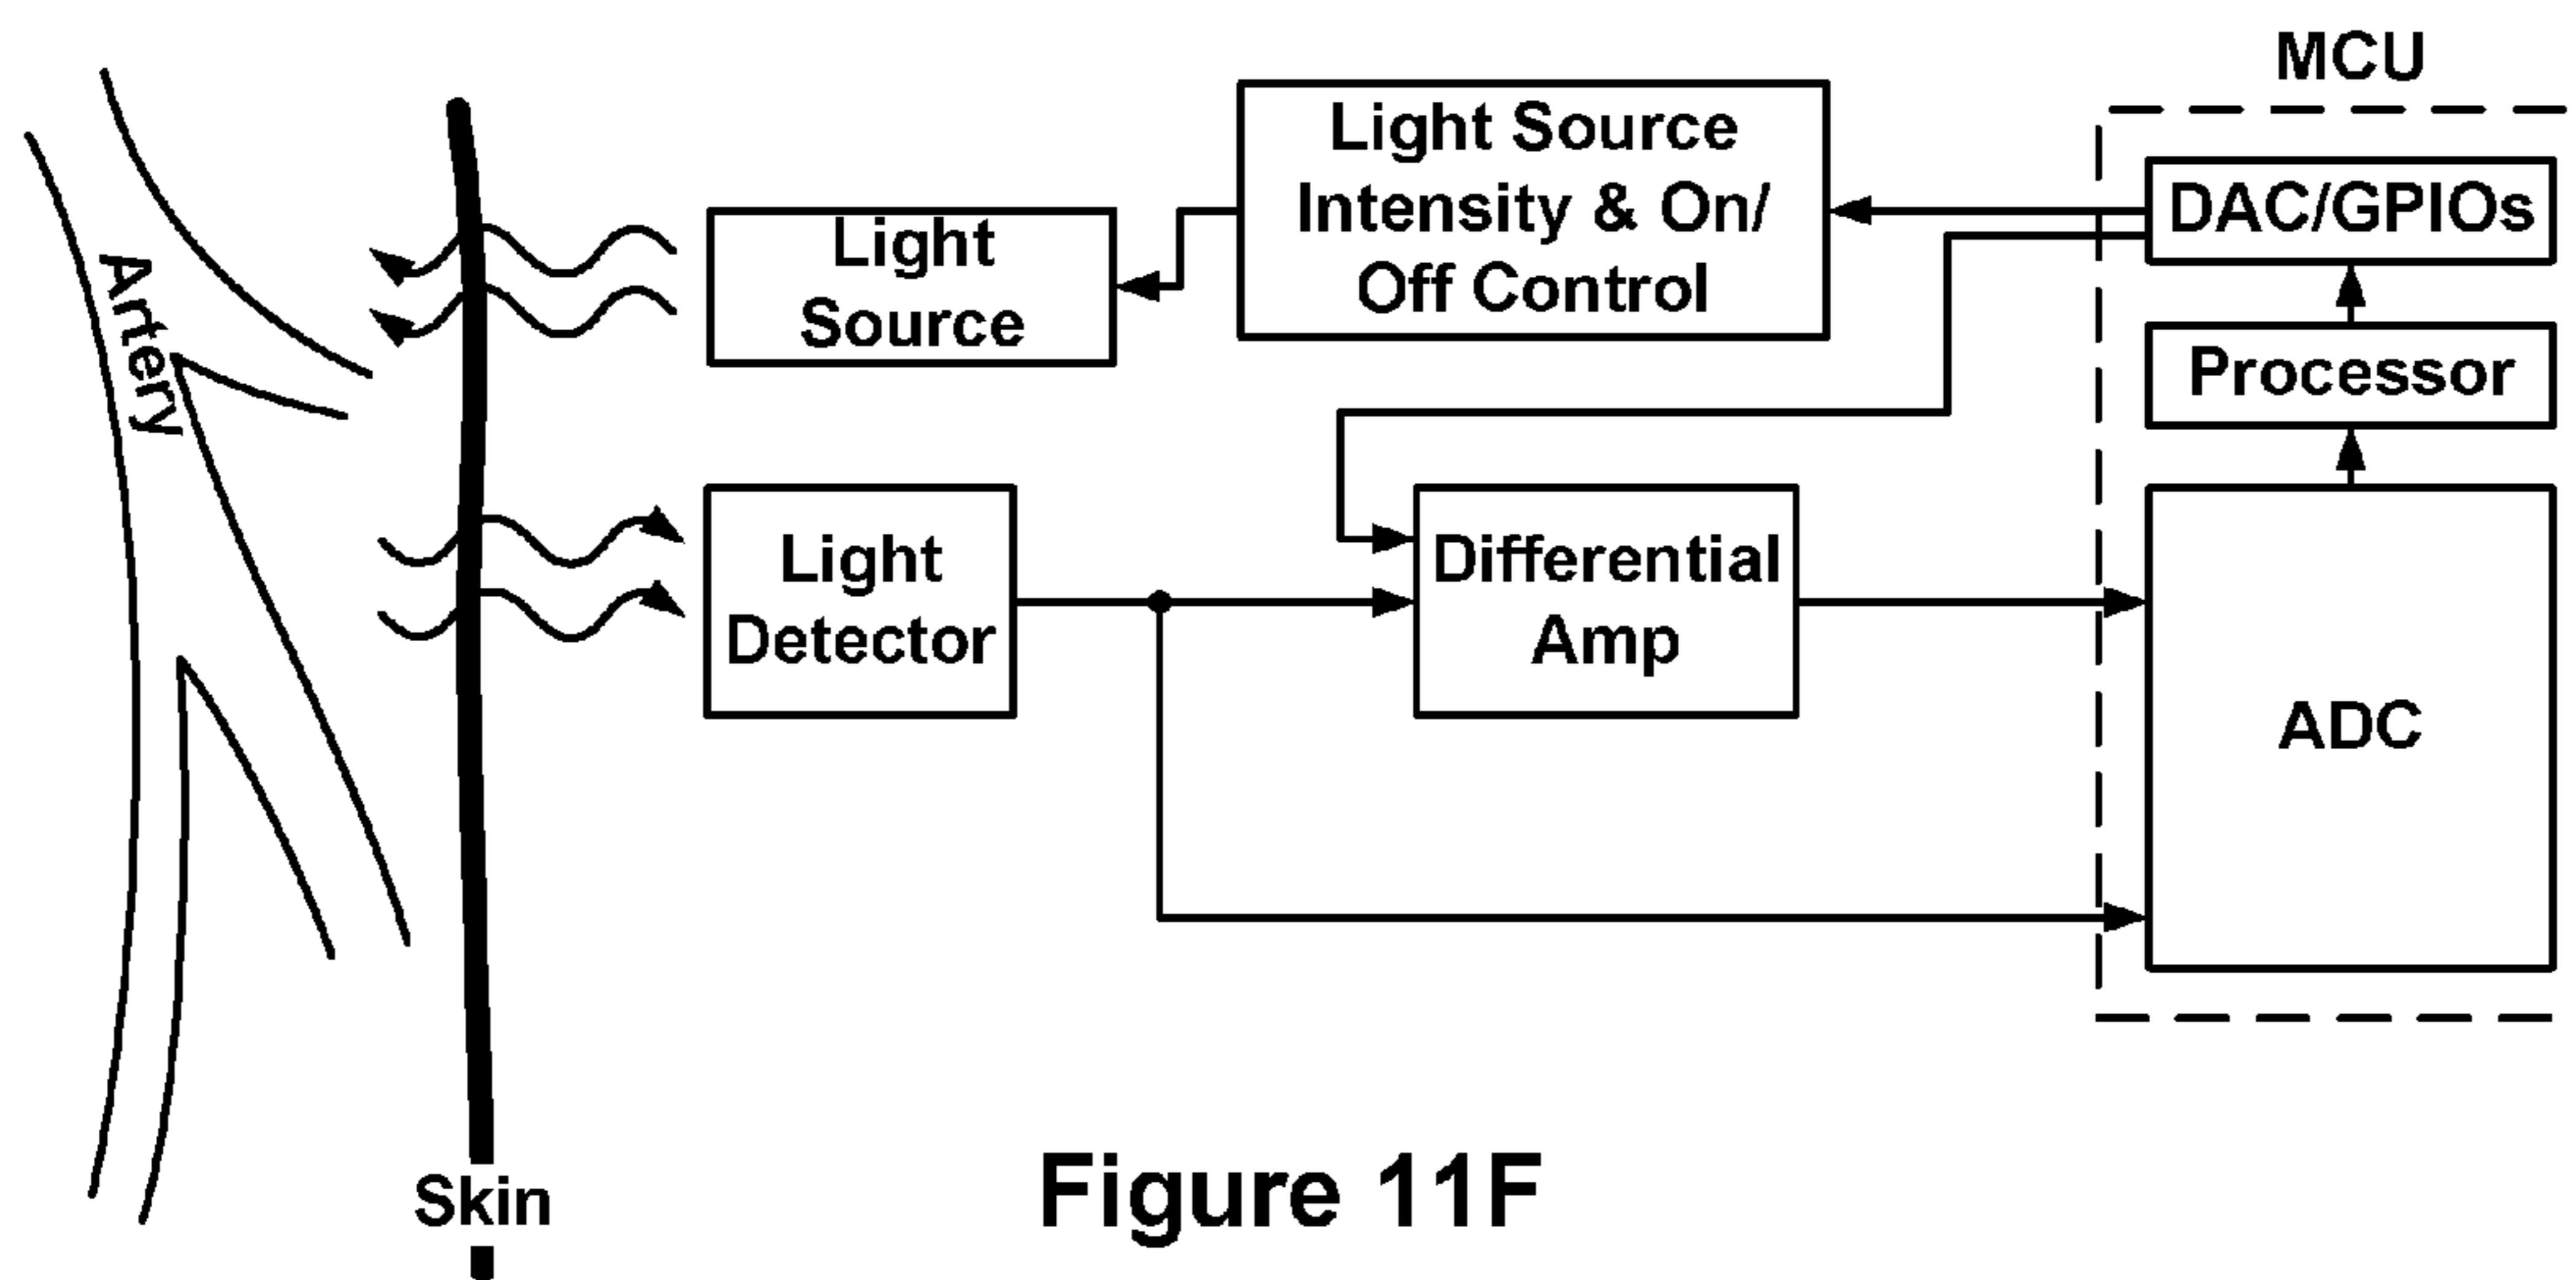 MCU
Light Source
Intensity & On/
Off Control
DAC/GPIOs
Light
Source
Processor
Artery
Light
Detector
Differential
Amp
ADC
Skin
Figure 11F